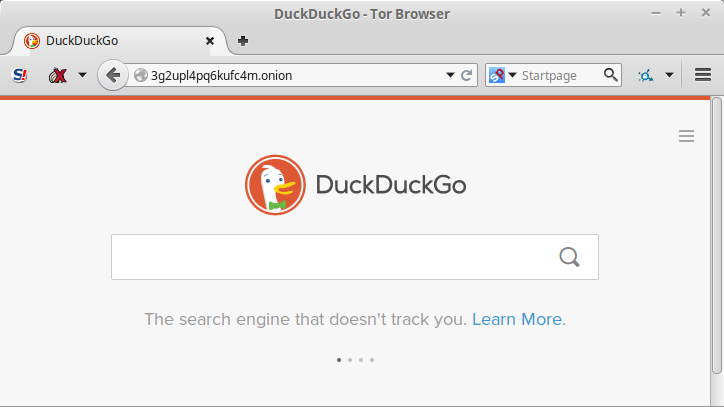 DuckDuckGo - Tor Browser
DuckDuckGo
S!
3g2upl4pq6kufc4m.onion
Startpage
DuckDuckGo
The search engine that doesn't track you. Learn More.